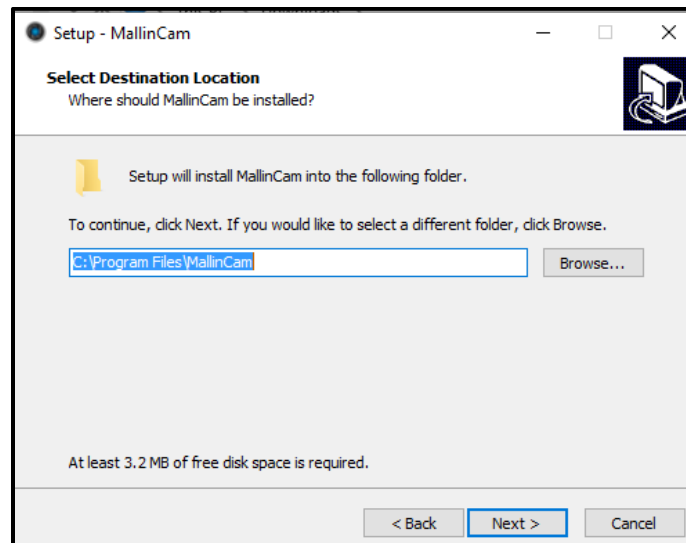 Setup - MallinCam
Select Destination Location
Where should MallinCam be installed?
Setup will install MallinCam into the following folder.
To continue, click Next. If you would like to select a different folder, click Browse.
C:\Program Files\MallinCam
Browse...
At least 3.2 MB of free disk space is required.
< Back
Next >
Cancel